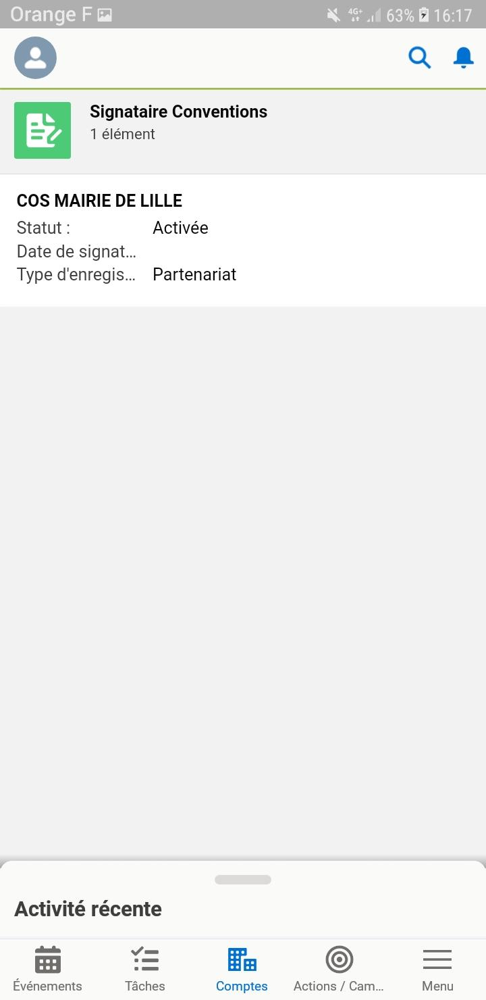 Orange F
4G+ 63% 16:17
Signataire Conventions
1 élément
COS MAIRIE DE LILLE
Statut : Activée
Date de signat...
Type d'enregis... Partenariat
Activité récente
Événements Tâches Comptes Actions / Cam... Menu